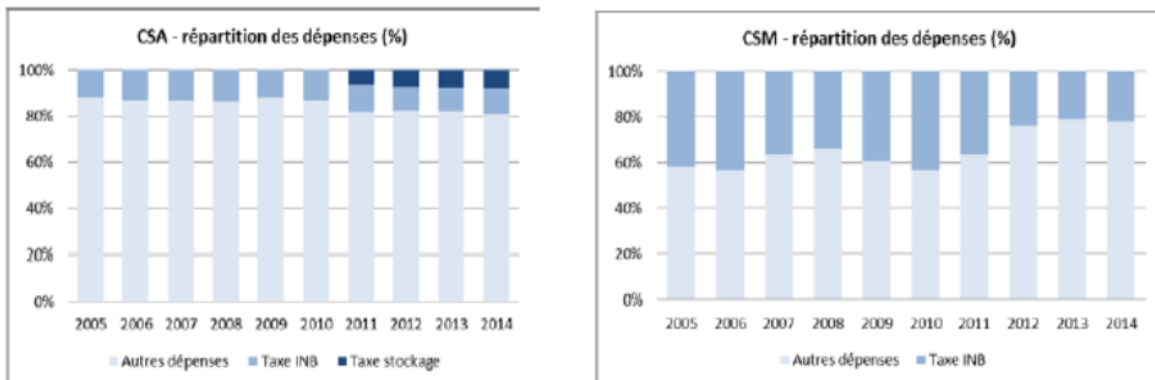 CSA - répartition des dépenses (%)
100%
80%
60%
40%
20%
0%
2005 2006 2007 2008 2009 2010 2011 2012 2013 2014
Autres dépenses Taxe INB Taxe stockage
CSM - répartition des dépenses (%)
100%
80%
60%
40%
20%
0%
2005 2006 2007 2008 2009 2010 2011 2012 2013 2014
Autres dépenses Taxe INB